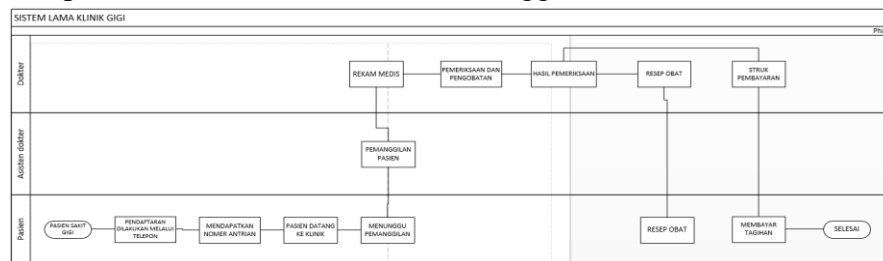 SISTEM LAMA KLINIK GIGI
Pha
Dokter
REKAM MEDIS
PEMERIKSAAN DAN
PENGOBATAN
HASIL PEMERIKSAAN
RESEP OBAT
STRUK
PEMBAYARAN
Asisten dokter
PEMANGGILAN
PASIEN
Pasien
PASIEN SAKIT
GIGI
PENDAFTARAN
DILAKUKAN MELALUI
TELEPON
MENDAPATKAN
NOMER ANTRIAN
PASIEN DATANG
KE KLINIK
MENUNGGU
PEMANGGILAN
RESEP OBAT
MEMBAYAR
TAGIHAN
SELESAI